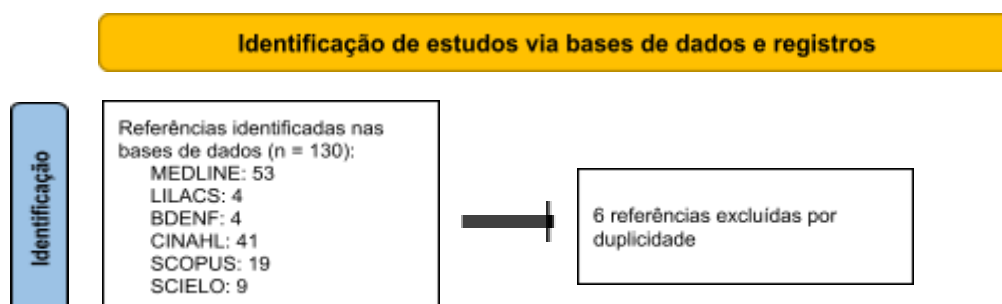 Identificação de estudos via bases de dados e registros
Identificação
Referências identificadas nas
bases de dados (n = 130):
MEDLINE: 53
LILACS: 4
BDENF: 4
CINAHL: 41
SCOPUS: 19
SCIELO: 9
6 referências excluídas por
duplicidade